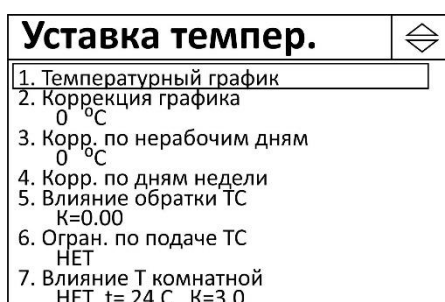 Уставка темпер.
1. Температурный график
2. Коррекция графика
0 °C
3. Корр. по нерабочим дням
0 °C
4. Корр. по дням недели
5. Влияние обратки ТС
К=0.00
6. Огран. по подаче ТС
НЕТ
7. Влияние Т комнатной
НЕТ t= 24 C K=3.0